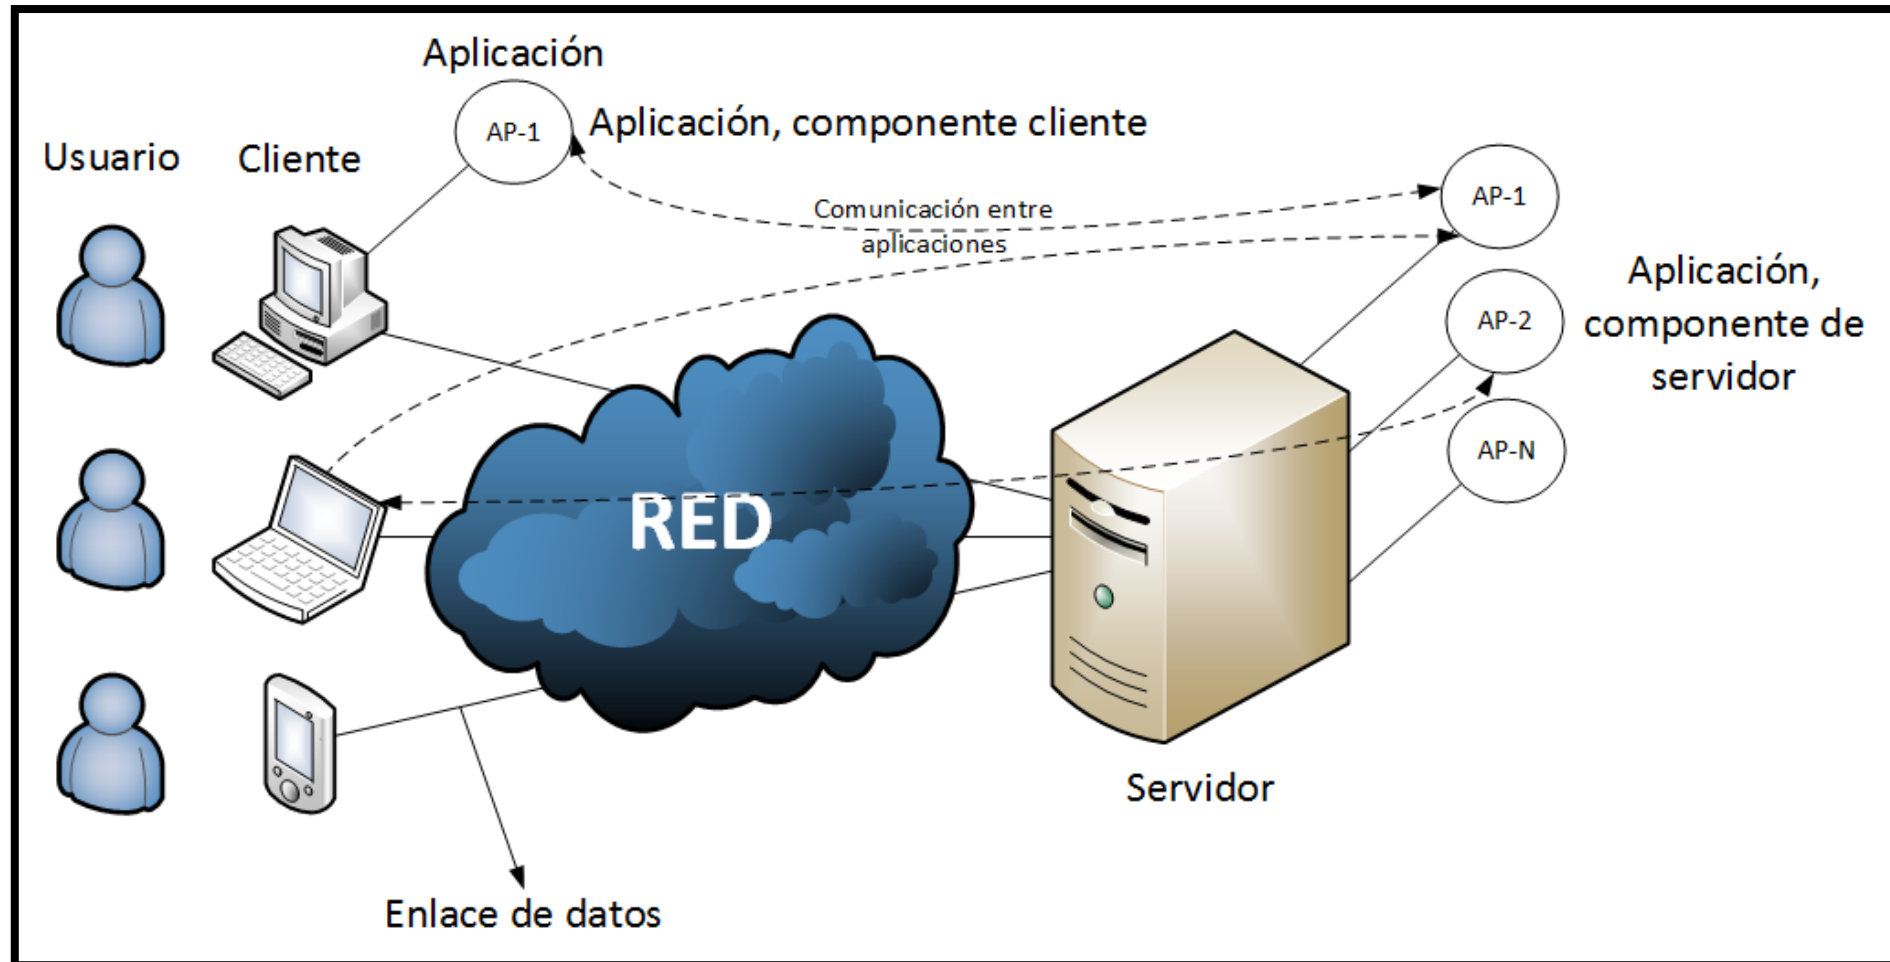 Aplicación
AP-1
Aplicación, componente cliente
Usuario
Cliente
Comunicación entre
aplicaciones
AP-1
AP-2
AP-N
Aplicación,
componente de
servidor
RED
Servidor
Enlace de datos